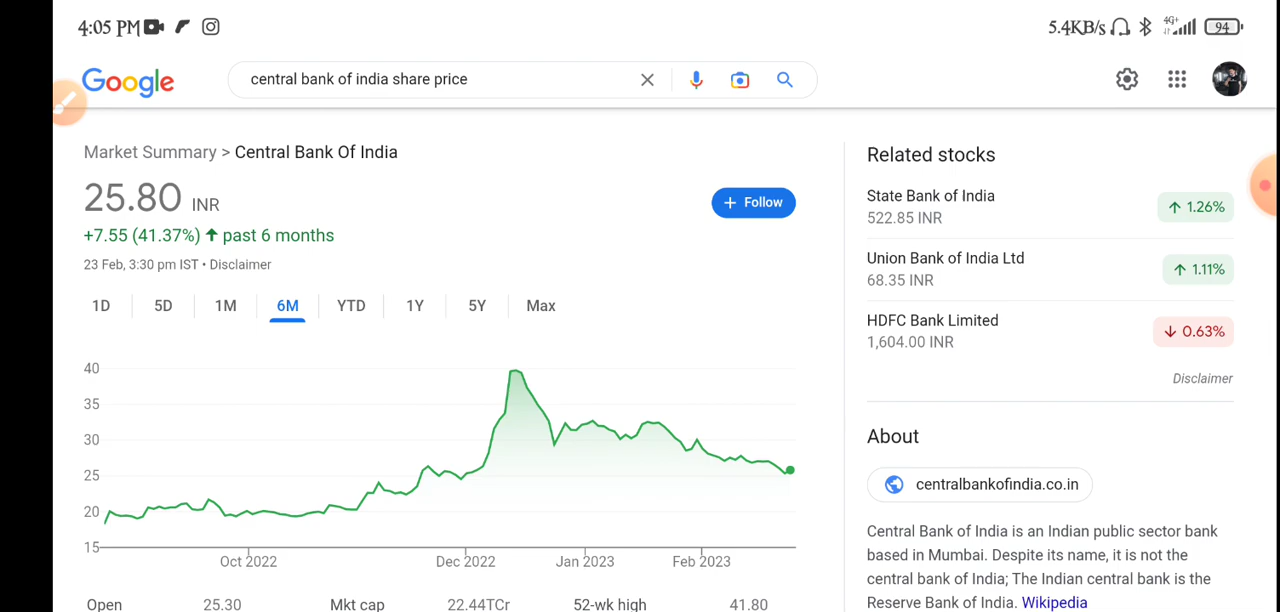 4:05 PM
5.4KB/s 4G+ 94
Google
central bank of india share price
Market Summary > Central Bank Of India
25.80 INR
+7.55 (41.37%) ↑ past 6 months
23 Feb, 3:30 pm IST • Disclaimer
+ Follow
1D 5D 1M 6M YTD 1Y 5Y Max
40
35
30
25
20
15
Oct 2022 Dec 2022 Jan 2023 Feb 2023
Open 25.30 Mkt cap 22.44TCr 52-wk high 41.80
Related stocks
State Bank of India
522.85 INR
↑ 1.26%
Union Bank of India Ltd
68.35 INR
↑ 1.11%
HDFC Bank Limited
1,604.00 INR
↓ 0.63%
Disclaimer
About
centralbankofindia.co.in
Central Bank of India is an Indian public sector bank
based in Mumbai. Despite its name, it is not the
central bank of India; The Indian central bank is the
Reserve Bank of India. Wikipedia